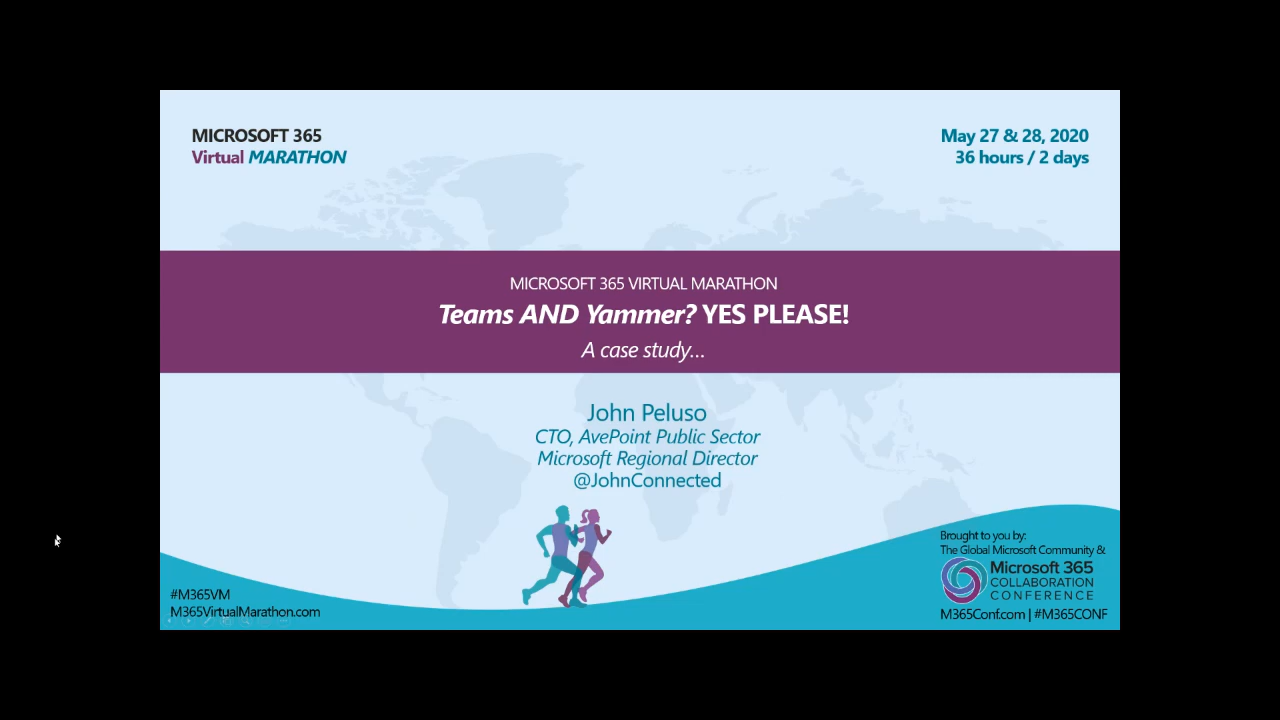 MICROSOFT 365
Virtual MARATHON
May 27 & 28, 2020
36 hours / 2 days
MICROSOFT 365 VIRTUAL MARATHON
Teams AND Yammer? YES PLEASE!
A case study...
John Peluso
CTO, AvePoint Public Sector
Microsoft Regional Director
@JohnConnected
#M365VM
M365VirtualMarathon.com
Brought to you by:
The Global Microsoft Community &
Microsoft 365
COLLABORATION
CONFERENCE
M365Conf.com | #M365CONF